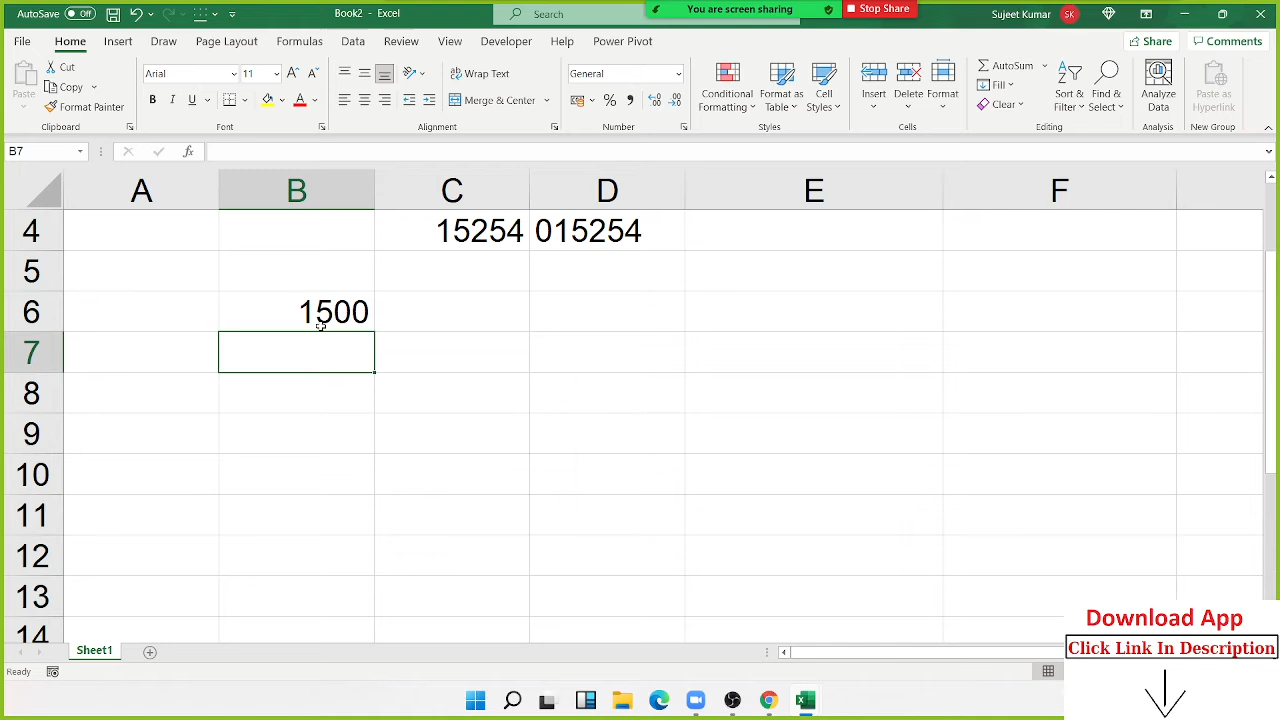 AutoSave Off Book2 - Excel Search You are screen sharing Stop Share Sujeet Kumar SK
File Home Insert Draw Page Layout Formulas Data Review View Developer Help Power Pivot Share Comments
Paste Cut Copy Format Painter Clipboard
Arial 11 B I U A Font
Wrap Text Merge & Center Alignment
General % Number
Conditional Formatting Format as Table Cell Styles Styles
Insert Delete Format Cells
AutoSum Fill Clear Sort & Filter Find & Select Editing
Analyze Data Analysis
Paste as Hyperlink New Group
B7 fx
A B C D E F
4 15254 015254
5
6 1500
7
8
9
10
11
12
13
14
Sheet1
Ready
Download App
Click Link In Description